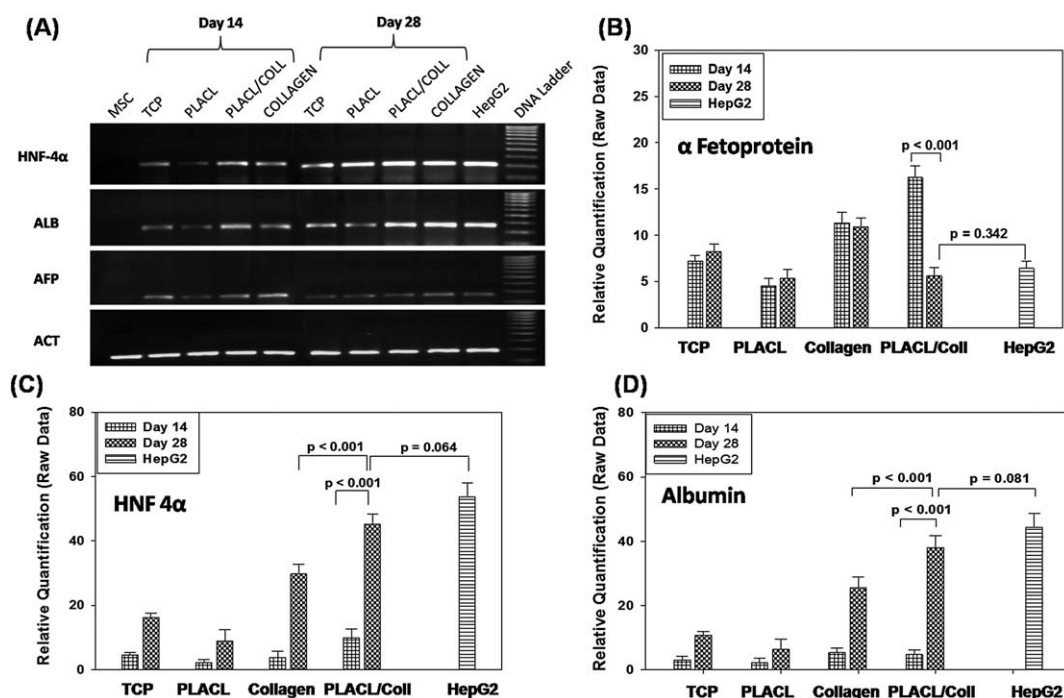 (A)
Day 14
Day 28
MSC
TCP
PLACL
PLACL/COLL
COLLAGEN
TCP
PLACL
PLACL/COLL
COLLAGEN
HepG2
DNA Ladder
HNF-4α
ALB
AFP
ACT
(B)
Relative Quantification (Raw Data)
30
25
20
15
10
5
0
Day 14
Day 28
HepG2
α Fetoprotein
p < 0.001
p = 0.342
TCP PLACL Collagen PLACL/Coll HepG2
(C)
Relative Quantification (Raw Data)
80
60
40
20
0
Day 14
Day 28
HepG2
HNF 4α
p < 0.001
p = 0.064
p < 0.001
TCP PLACL Collagen PLACL/Coll HepG2
(D)
Relative Quantification (Raw Data)
80
60
40
20
0
Day 14
Day 28
HepG2
Albumin
p < 0.001
p = 0.081
p < 0.001
TCP PLACL Collagen PLACL/Coll HepG2